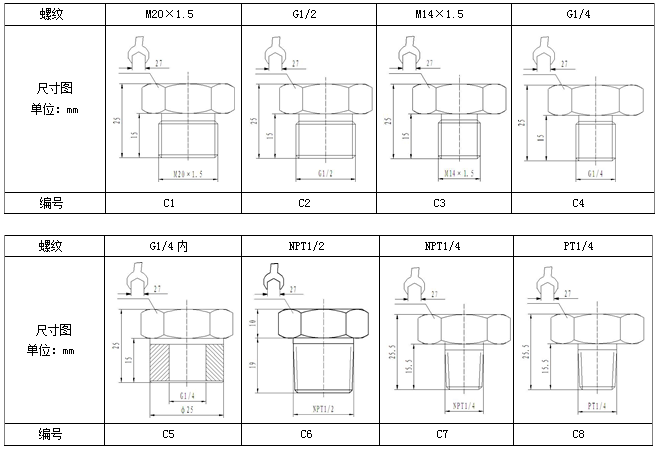 螺纹 M20×1.5 G1/2 M14×1.5 G1/4
尺寸图
单位: mm
27 25 15 M20×1.5
27 25 15 G1/2
27 25 15 M14×1.5
27 25 15 G1/4
编号 C1 C2 C3 C4
螺纹 G1/4内 NPT1/2 NPT1/4 PT1/4
尺寸图
单位: mm
27 25 15 G1/4 ф25
27 10 19 NPT1/2
27 25.5 15.5 NPT1/4
27 25.5 15.5 PT1/4
编号 C5 C6 C7 C8